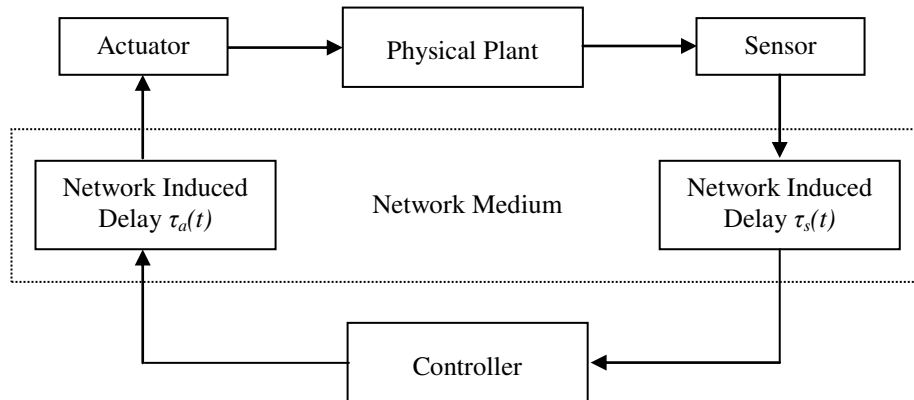 Actuator
Physical Plant
Sensor
Network Induced
Delay τₐ(t)
Network Medium
Network Induced
Delay τₛ(t)
Controller